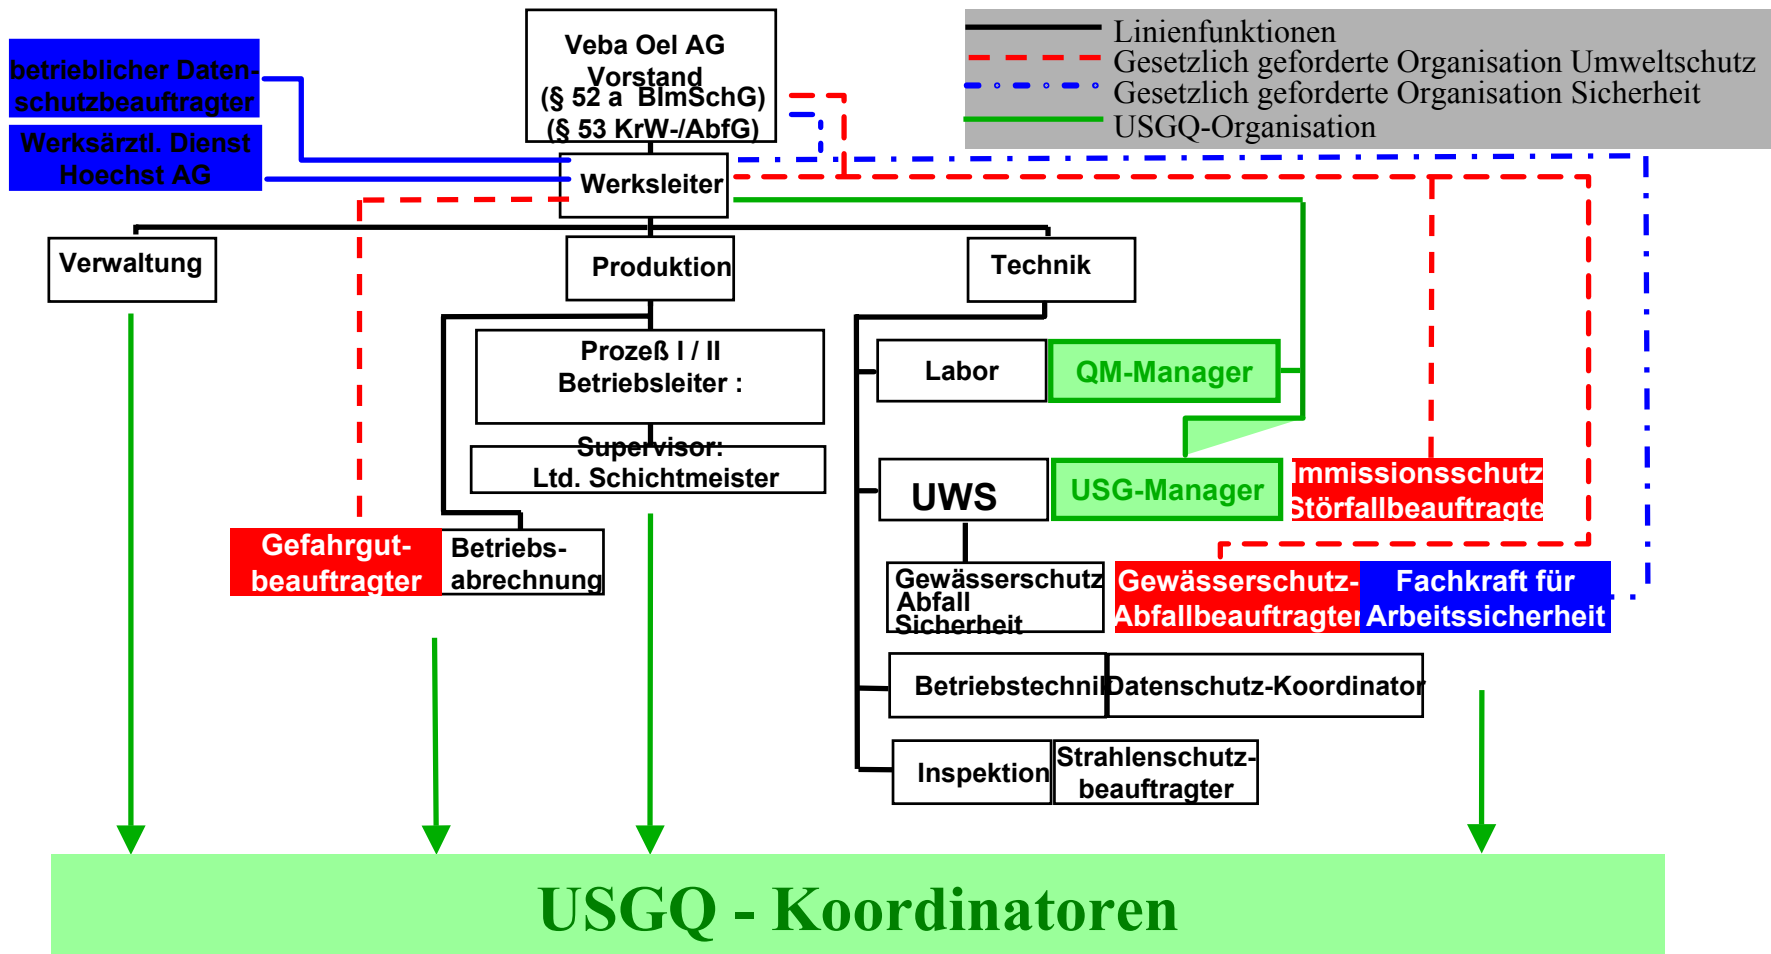 Veba Oel AG
Vorstand
(§ 52 a BImSchG)
(§ 53 KrW-/AbfG)
Linienfunktionen
Gesetzlich geforderte Organisation Umweltschutz
Gesetzlich geforderte Organisation Sicherheit
USGQ-Organisation
betrieblicher Daten-
schutzbeauftragter
Werksärztl. Dienst
Hoechst AG
Werksleiter
Verwaltung
Produktion
Technik
Prozeß I / II
Betriebsleiter :
Supervisor:
Ltd. Schichtmeister
Labor
QM-Manager
UWS
USG-Manager
Immissionsschutz
Störfallbeauftragte
Gefahrgut-
beauftragter
Betriebs-
abrechnung
Gewässerschutz
Abfall
Sicherheit
Gewässerschutz-
Abfallbeauftragter
Fachkraft für
Arbeitssicherheit
Betriebstechnik
Datenschutz-Koordinator
Inspektion
Strahlenschutz-
beauftragter
USGQ - Koordinatoren